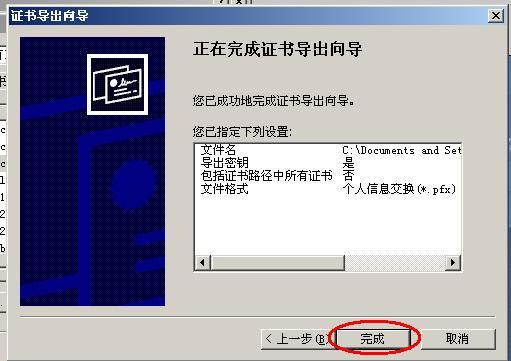 证书导出向导
正在完成证书导出向导
您已成功地完成证书导出向导。
您已指定下列设置:
文件名 C:\Documents and Set
导出密钥 是
包括证书路径中所有证书 否
文件格式 个人信息交换(*.pfx)
< 上一步(B)
完成
取消